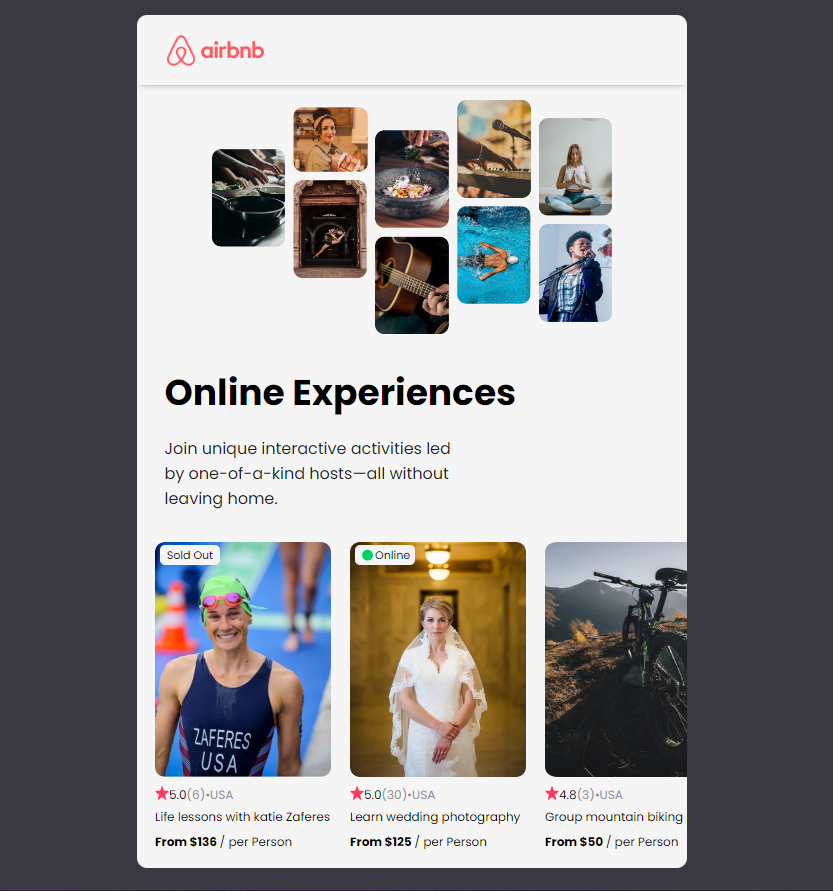 airbnb
Online Experiences
Join unique interactive activities led
by one-of-a-kind hosts—all without
leaving home.
Sold Out
Online
ZAFERES
USA
5.0(6)•USA
Life lessons with katie Zaferes
From $136 / per Person
5.0(30)•USA
Learn wedding photography
From $125 / per Person
4.8(3)•USA
Group mountain biking
From $50 / per Person